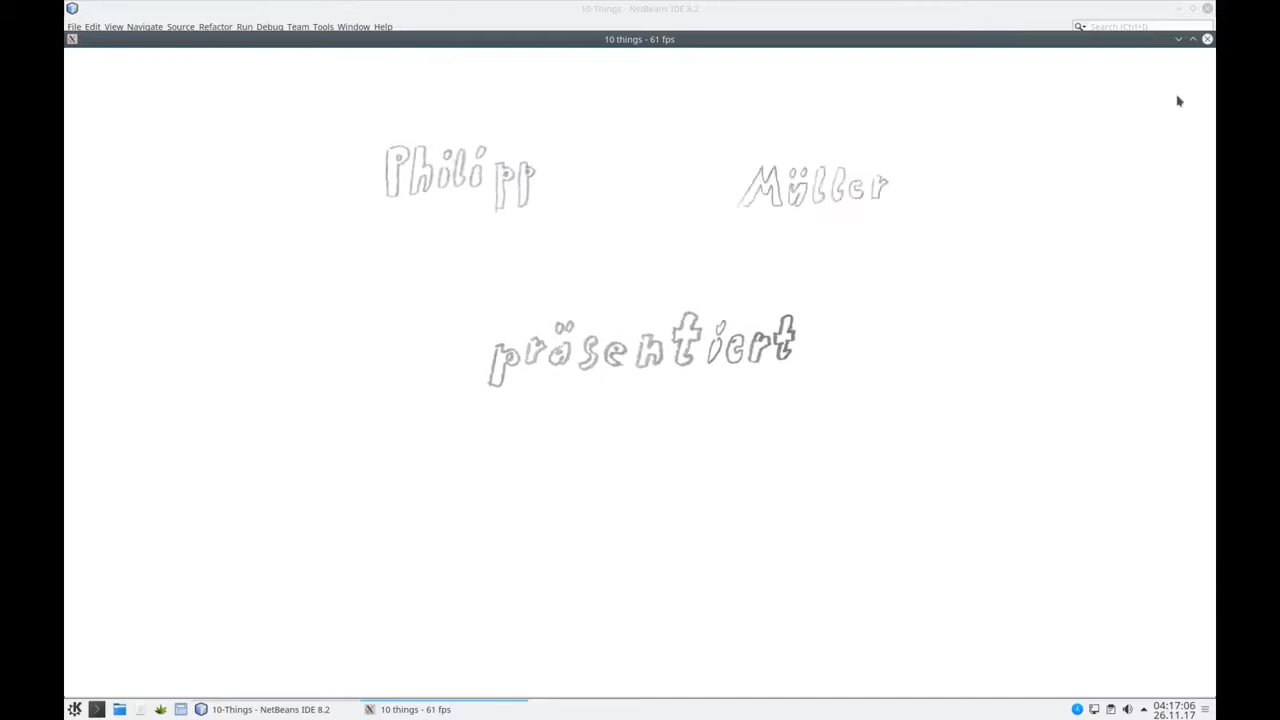 10-Things - NetBeans IDE 8.2
File Edit View Navigate Source Refactor Run Debug Team Tools Window Help
Search (Ctrl+I)
10 things - 61 fps
Philipp Müller
präsentiert
10-Things - NetBeans IDE 8.2
10 things - 61 fps
04:17:06
26.11.17